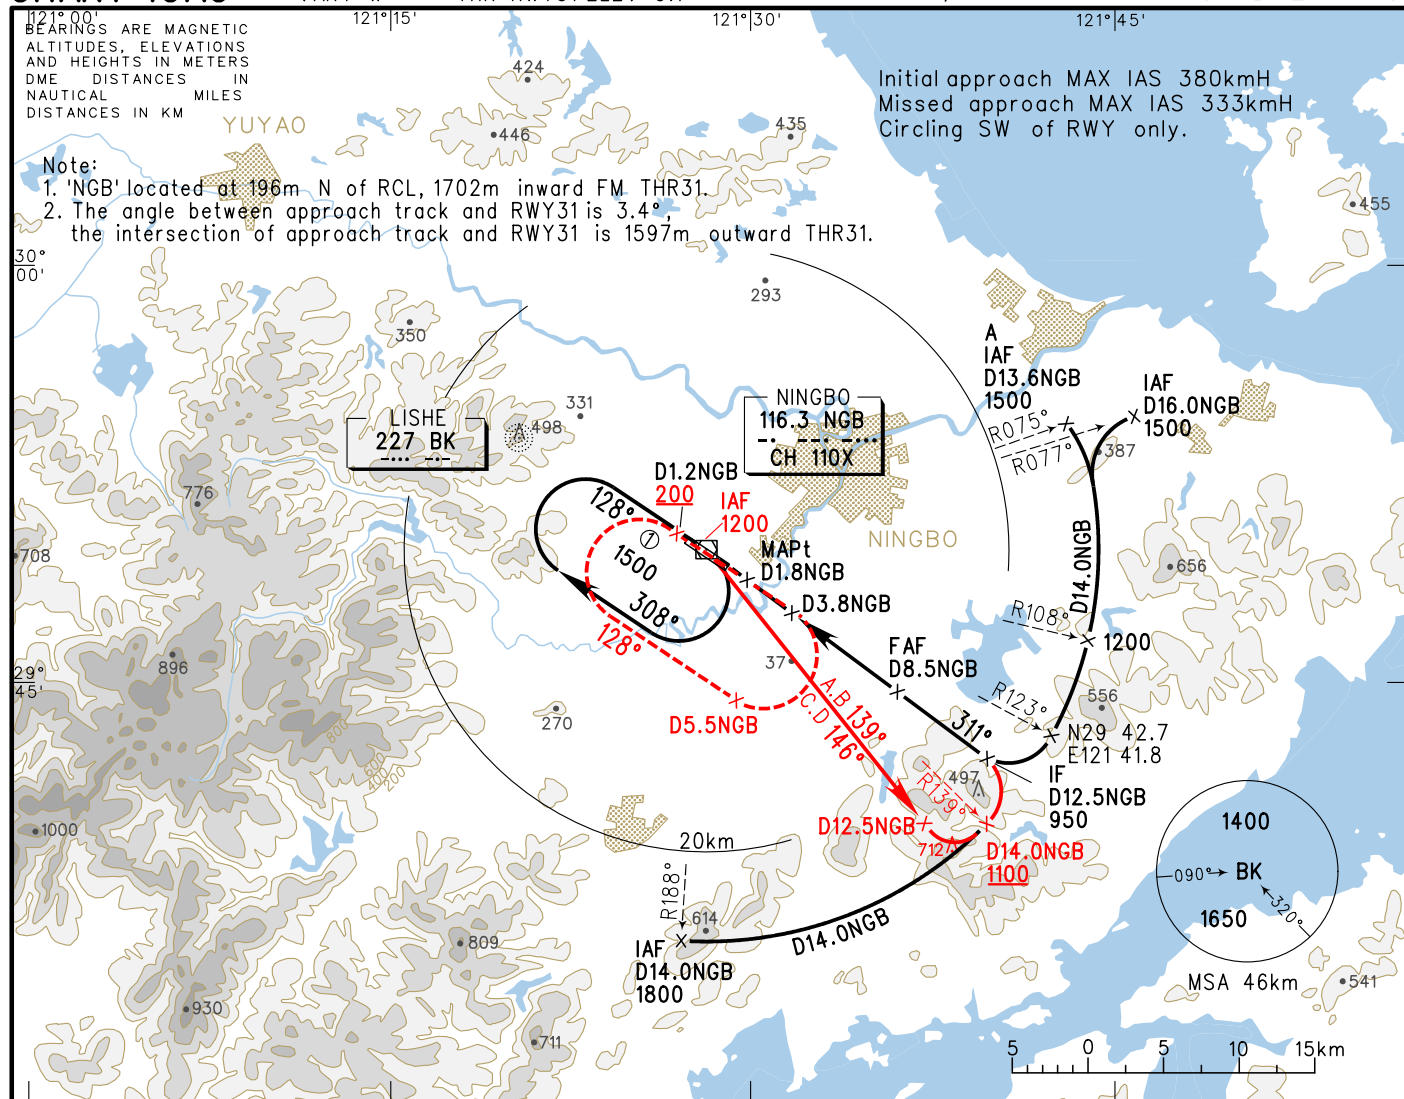 121° 00'
121°15'
121°30'
121°45'
BEARINGS ARE MAGNETIC
ALTITUDES, ELEVATIONS
AND HEIGHTS IN METERS
DME DISTANCES IN
NAUTICAL MILES
DISTANCES IN KM
Initial approach MAX IAS 380kmH
Missed approach MAX IAS 333kmH
Circling SW of RWY only.
YUYAO
424
446
435
455
Note:
1. 'NGB' located at 196m N of RCL, 1702m inward FM THR31.
2. The angle between approach track and RWY31 is 3.4°,
the intersection of approach track and RWY31 is 1597m outward THR31.
30°
00'
293
350
331
498
LISHE
227 BK
NINGBO
116.3 NGB
CH 110X
A
IAF
D13.6NGB
1500
IAF
D16.0NGB
1500
R075°
R077°
387
D1.2NGB
200
IAF
1200
776
708
128°
1
1500
308°
128°
MAPt
D1.8NGB
NINGBO
D3.8NGB
D14.0NGB
656
R108°
1200
37
FAF
D8.5NGB
896
29°
45'
R123°
556
N29 42.7
E121 41.8
270
D5.5NGB
A.B 139°
C.D 146°
311°
IF
D12.5NGB
950
497
R139°
800
600
400
200
1000
20km
D12.5NGB
712
D14.0NGB
1100
1400
090°
BK
320°
1650
MSA 46km
R188°
614
IAF
D14.0NGB
1800
D14.0NGB
809
930
711
541
5 0 5 10 15km